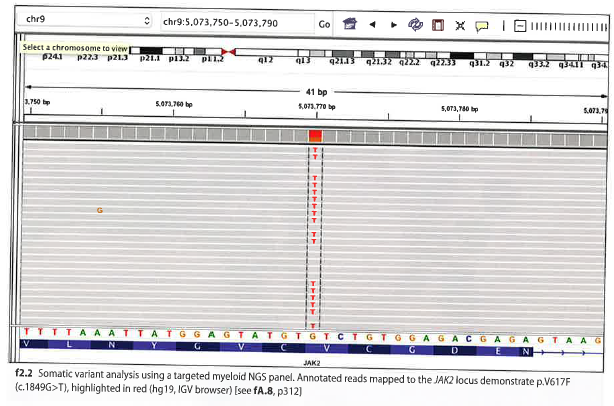 chr9
chr9:5,073,750-5,073,790
Go
Select a chromosome to view
p24.1 p22.3 p21.3 p21.1 p13.2 p11.2 q12 q13 q21.13 q21.32 q22.2 q22.33 q31.2 q32 q33.2 q34.11 q34.
41 bp
3,750 bp 5,073,760 bp 5,073,770 bp 5,073,780 bp 5,073,79
T
T
T
T
T
T
T
G T
T
T
T
T
T
T
T
T
T
T T T T A A A T T A T G G A G T A T G T G T C T G T G G A G A C G A G A G T A A G
V L N Y G V C V C G D E N
JAK2
f2.2 Somatic variant analysis using a targeted myeloid NGS panel. Annotated reads mapped to the JAK2 locus demonstrate p.V617F
(c.1849G>T), highlighted in red (hg19, IGV browser) [see fA.8, p312]